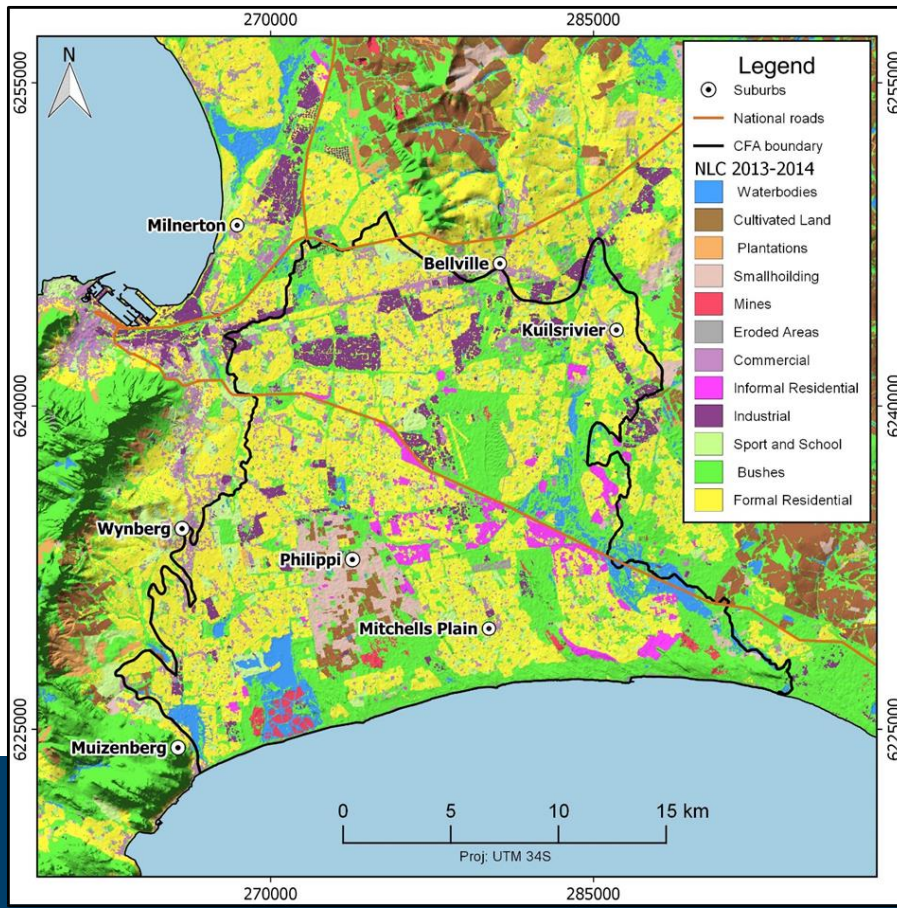 270000
285000
6255000
6255000
N
Legend
Suburbs
National roads
CFA boundary
NLC 2013-2014
Waterbodies
Cultivated Land
Plantations
Smallhoilding
Mines
Eroded Areas
Commercial
Informal Residential
Industrial
Sport and School
Bushes
Formal Residential
Milnerton
Bellville
Kuilsrivier
6240000
6240000
Wynberg
Philippi
Mitchells Plain
6225000
6225000
Muizenberg
0 5 10 15 km
Proj: UTM 34S
270000
285000